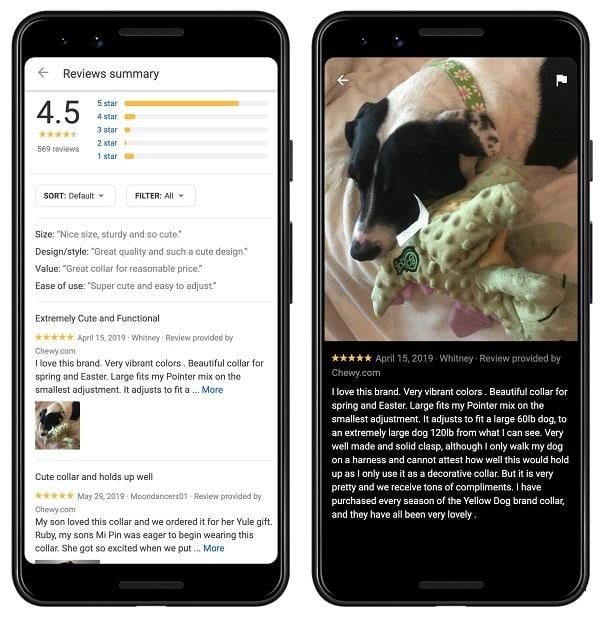 Reviews summary
4.5
569 reviews
5 star
4 star
3 star
2 star
1 star
SORT: Default
FILTER: All
Size: "Nice size, sturdy and so cute."
Design/style: "Great quality and such a cute design."
Value: "Great collar for reasonable price."
Ease of use: "Super cute and easy to adjust."
Extremely Cute and Functional
April 15, 2019 · Whitney · Review provided by
Chewy.com
I love this brand. Very vibrant colors . Beautiful collar for
spring and Easter. Large fits my Pointer mix on the
smallest adjustment. It adjusts to fit a ... More
Cute collar and holds up well
May 29, 2019 · Moondancers01 · Review provided by
Chewy.com
My son loved this collar and we ordered it for her Yule gift.
Ruby, my sons Mi Pin was eager to begin wearing this
collar. She got so excited when we put ... More
April 15, 2019 · Whitney · Review provided by
Chewy.com
I love this brand. Very vibrant colors . Beautiful collar for
spring and Easter. Large fits my Pointer mix on the
smallest adjustment. It adjusts to fit a large 60lb dog, to
an extremely large dog 120lb from what I can see. Very
well made and solid clasp, although I only walk my dog
on a harness and cannot attest how well this would hold
up as I only use it as a decorative collar. But it is very
pretty and we receive tons of compliments. I have
purchased every season of the Yellow Dog brand collar,
and they have all been very lovely .